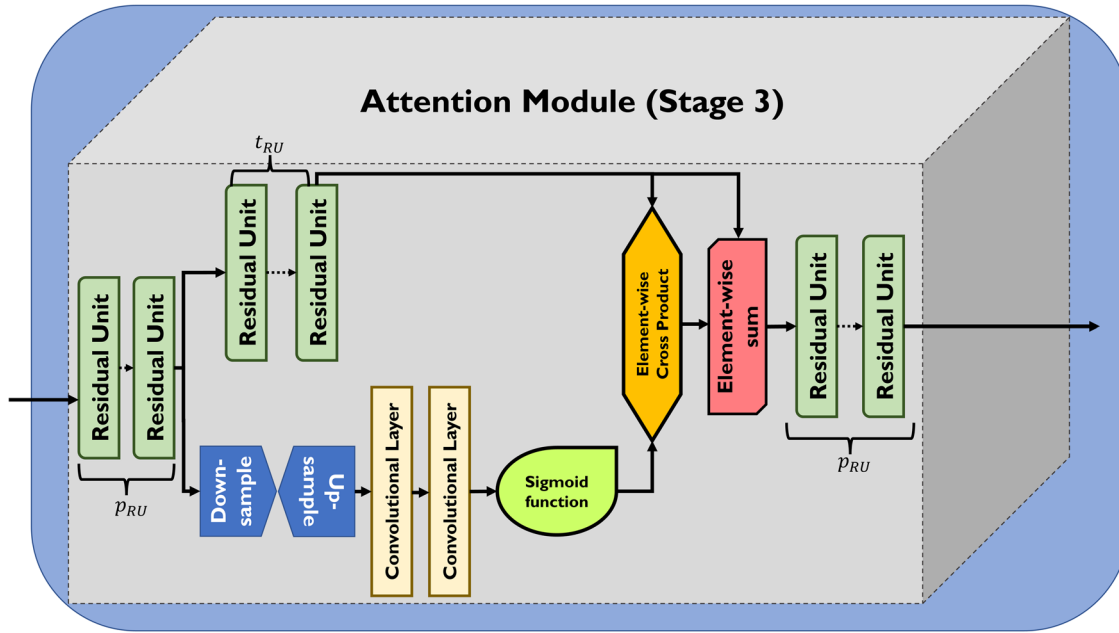 Attention Module (Stage 3)
t_RU
Residual Unit
Residual Unit
Residual Unit
Residual Unit
p_RU
Down-
sample
Up-
sample
Convolutional Layer
Convolutional Layer
Sigmoid
function
Element-wise
Cross Product
Element-wise
sum
Residual Unit
Residual Unit
p_RU